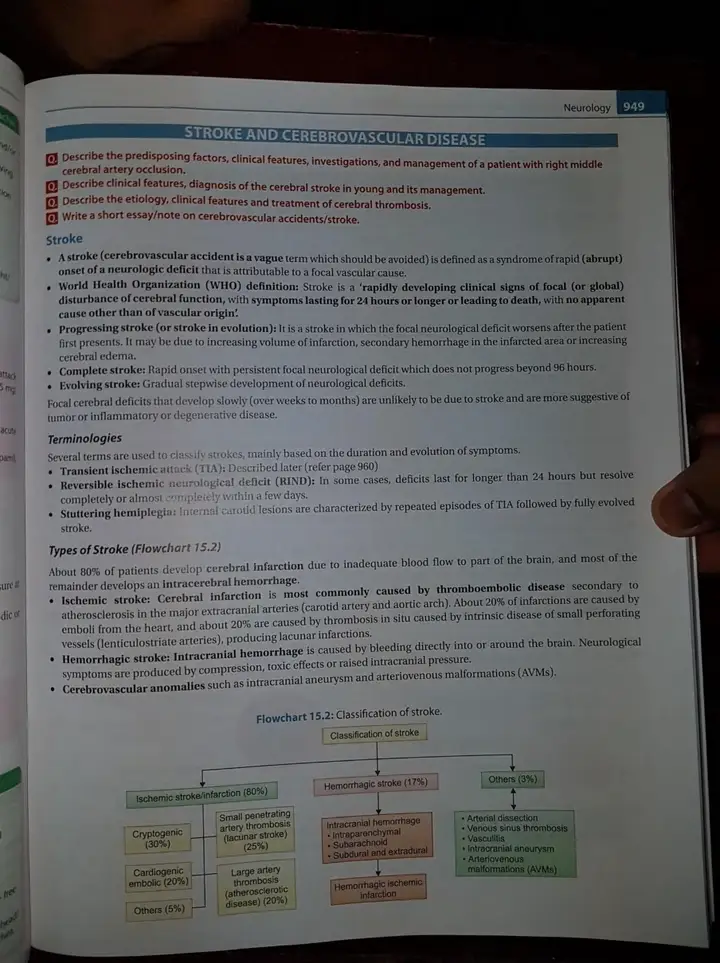 Neurology 949
STROKE AND CEREBROVASCULAR DISEASE
Q. Describe the predisposing factors, clinical features, investigations, and management of a patient with right middle
cerebral artery occlusion.
Q. Describe clinical features, diagnosis of the cerebral stroke in young and its management.
Q. Describe the etiology, clinical features and treatment of cerebral thrombosis.
Q. Write a short essay/note on cerebrovascular accidents/stroke.
Stroke
• A stroke (cerebrovascular accident is a vague term which should be avoided) is defined as a syndrome of rapid (abrupt)
onset of a neurologic deficit that is attributable to a focal vascular cause.
• World Health Organization (WHO) definition: Stroke is a 'rapidly developing clinical signs of focal (or global)
disturbance of cerebral function, with symptoms lasting for 24 hours or longer or leading to death, with no apparent
cause other than of vascular origin'.
• Progressing stroke (or stroke in evolution): It is a stroke in which the focal neurological deficit worsens after the patient
first presents. It may be due to increasing volume of infarction, secondary hemorrhage in the infarcted area or increasing
cerebral edema.
• Complete stroke: Rapid onset with persistent focal neurological deficit which does not progress beyond 96 hours.
• Evolving stroke: Gradual stepwise development of neurological deficits.
Focal cerebral deficits that develop slowly (over weeks to months) are unlikely to be due to stroke and are more suggestive of
tumor or inflammatory or degenerative disease.
Terminologies
Several terms are used to classify strokes, mainly based on the duration and evolution of symptoms.
• Transient ischemic attack (TIA): Described later (refer page 960)
• Reversible ischemic neurological deficit (RIND): In some cases, deficits last for longer than 24 hours but resolve
completely or almost completely within a few days.
• Stuttering hemiplegia: Internal carotid lesions are characterized by repeated episodes of TIA followed by fully evolved
stroke.
Types of Stroke (Flowchart 15.2)
About 80% of patients develop cerebral infarction due to inadequate blood flow to part of the brain, and most of the
remainder develops an intracerebral hemorrhage.
• Ischemic stroke: Cerebral infarction is most commonly caused by thromboembolic disease secondary to
atherosclerosis in the major extracranial arteries (carotid artery and aortic arch). About 20% of infarctions are caused by
emboli from the heart, and about 20% are caused by thrombosis in situ caused by intrinsic disease of small perforating
vessels (lenticulostriate arteries), producing lacunar infarctions.
• Hemorrhagic stroke: Intracranial hemorrhage is caused by bleeding directly into or around the brain. Neurological
symptoms are produced by compression, toxic effects or raised intracranial pressure.
• Cerebrovascular anomalies such as intracranial aneurysm and arteriovenous malformations (AVMs).
Flowchart 15.2: Classification of stroke.
Classification of stroke
Ischemic stroke/infarction (80%)
Cryptogenic
(30%)
Cardiogenic
embolic (20%)
Others (5%)
Small penetrating
artery thrombosis
(lacunar stroke)
(25%)
Large artery
thrombosis
(atherosclerotic
disease) (20%)
Hemorrhagic stroke (17%)
Intracranial hemorrhage
• Intraparenchymal
• Subarachnoid
• Subdural and extradural
Hemorrhagic ischemic
infarction
Others (3%)
• Arterial dissection
• Venous sinus thrombosis
• Vasculitis
• Intracranial aneurysm
• Arteriovenous
malformations (AVMs)